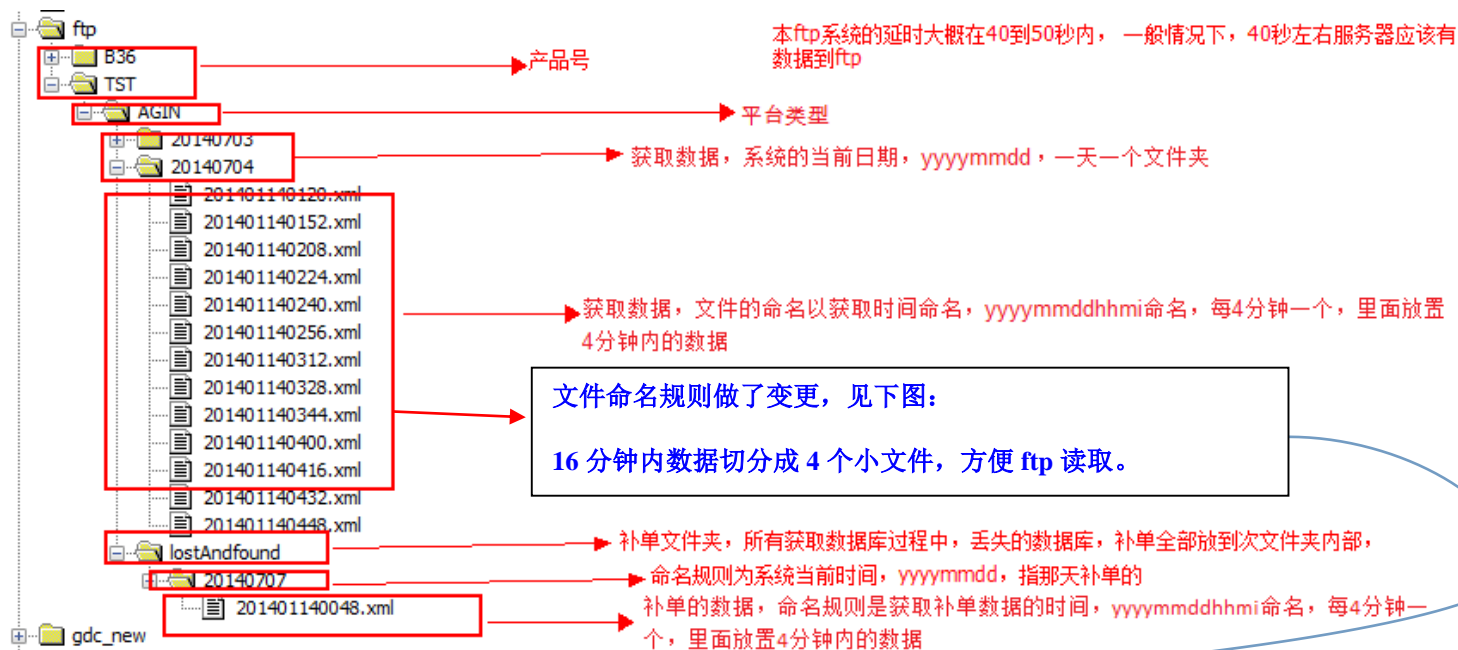 ftp
本ftp系统的延时大概在40到50秒内， 一般情况下，40秒左右服务器应该有
数据到ftp
B36
产品号
TST
AGIN
平台类型
20140703
20140704
获取数据，系统的当前日期，yyyymmdd，一天一个文件夹
201401140120.xml
201401140152.xml
201401140208.xml
201401140224.xml
201401140240.xml
201401140256.xml
201401140312.xml
201401140328.xml
201401140344.xml
201401140400.xml
201401140416.xml
201401140432.xml
201401140448.xml
获取数据，文件的命名以获取时间命名，yyyymmddhhmi命名，每4分钟一个，里面放置
4分钟内的数据
文件命名规则做了变更，见下图：
16 分钟内数据切分成 4 个小文件，方便 ftp 读取。
lostAndfound
补单文件夹，所有获取数据库过程中，丢失的数据库，补单全部放到次文件夹内部，
20140707
命名规则为系统当前时间，yyyymmdd，指那天补单的
201401140048.xml
补单的数据，命名规则是获取补单数据的时间，yyyymmddhhmi命名，每4分钟一
个，里面放置4分钟内的数据
gdc_new